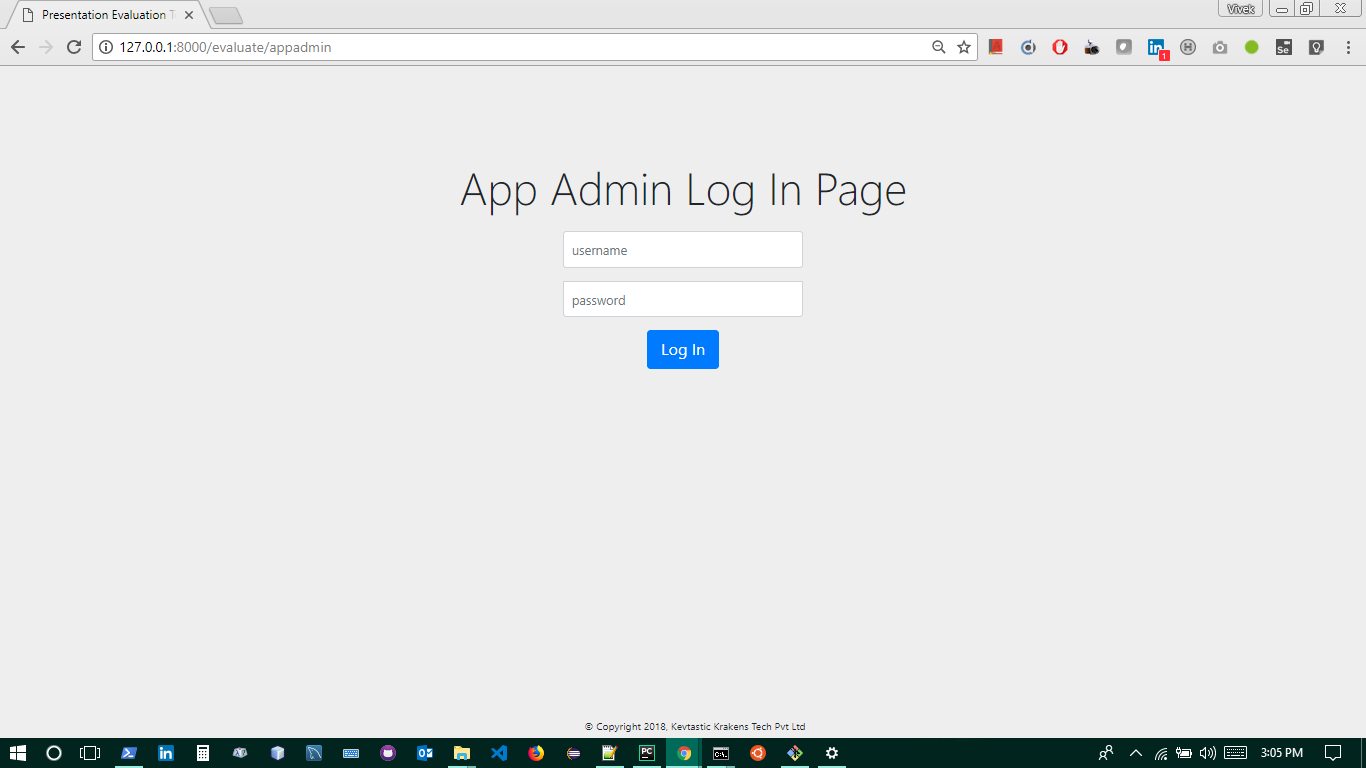 Presentation Evaluation T
Vivek
127.0.0.1:8000/evaluate/appadmin
1
Se
App Admin Log In Page
username
password
Log In
© Copyright 2018, Kevtastic Krakens Tech Pvt Ltd
PC
C:\.
3:05 PM